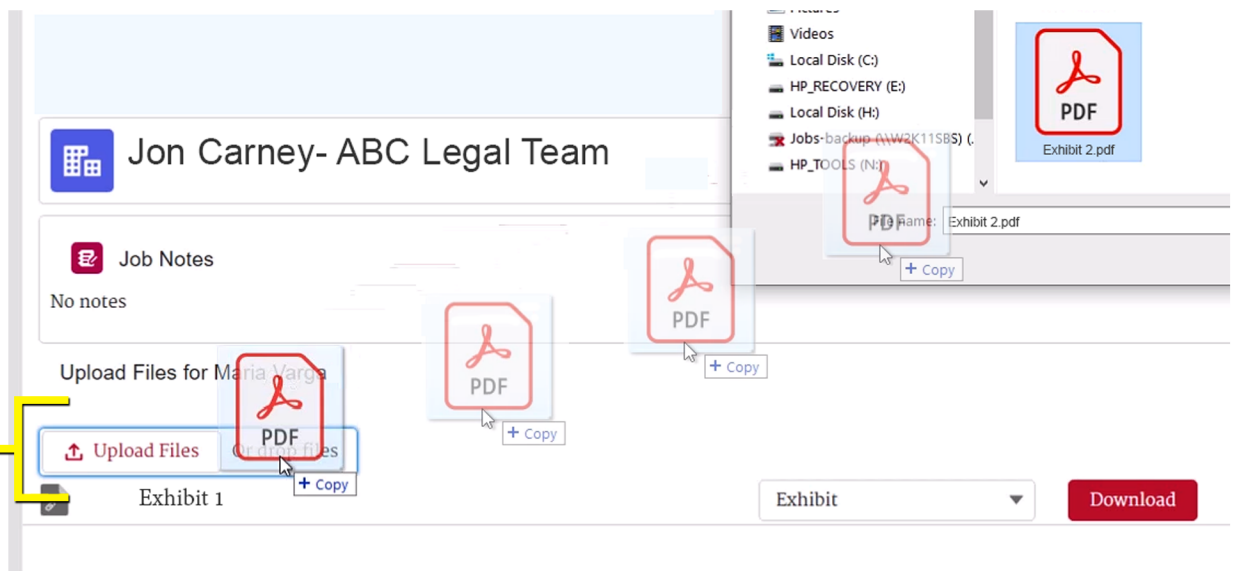 Pictures
Videos
Local Disk (C:)
HP_RECOVERY (E:)
Local Disk (H:)
Jobs-backup (\\W2K11SBS) (.
HP_TOOLS (N:)
PDF
Exhibit 2.pdf
File name: Exhibit 2.pdf
PDF
+ Copy
Jon Carney- ABC Legal Team
Job Notes
No notes
PDF
+ Copy
PDF
+ Copy
Upload Files for Maria Varga
Upload Files
Or drop files
PDF
+ Copy
Exhibit 1
Exhibit
Download